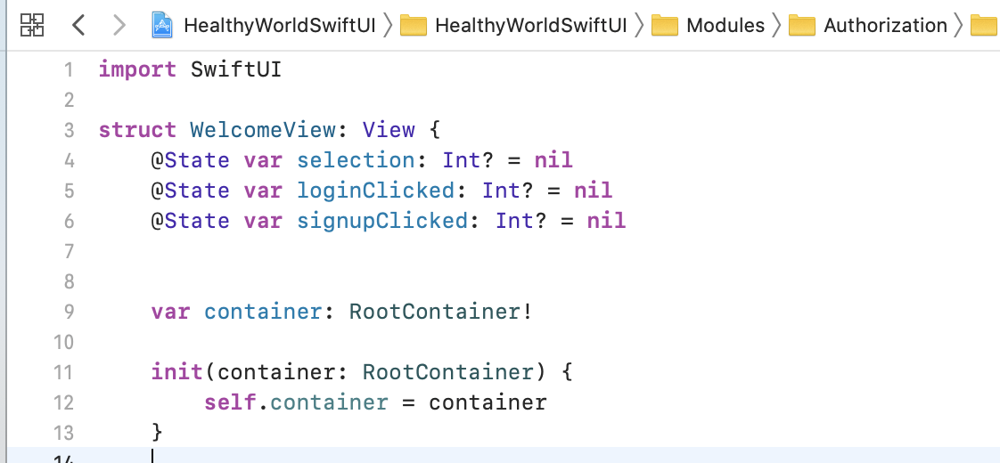 HealthyWorldSwiftUI HealthyWorldSwiftUI Modules Authorization
1 import SwiftUI
2
3 struct WelcomeView: View {
4 @State var selection: Int? = nil
5 @State var loginClicked: Int? = nil
6 @State var signupClicked: Int? = nil
7
8
9 var container: RootContainer!
10
11 init(container: RootContainer) {
12 self.container = container
13 }
14